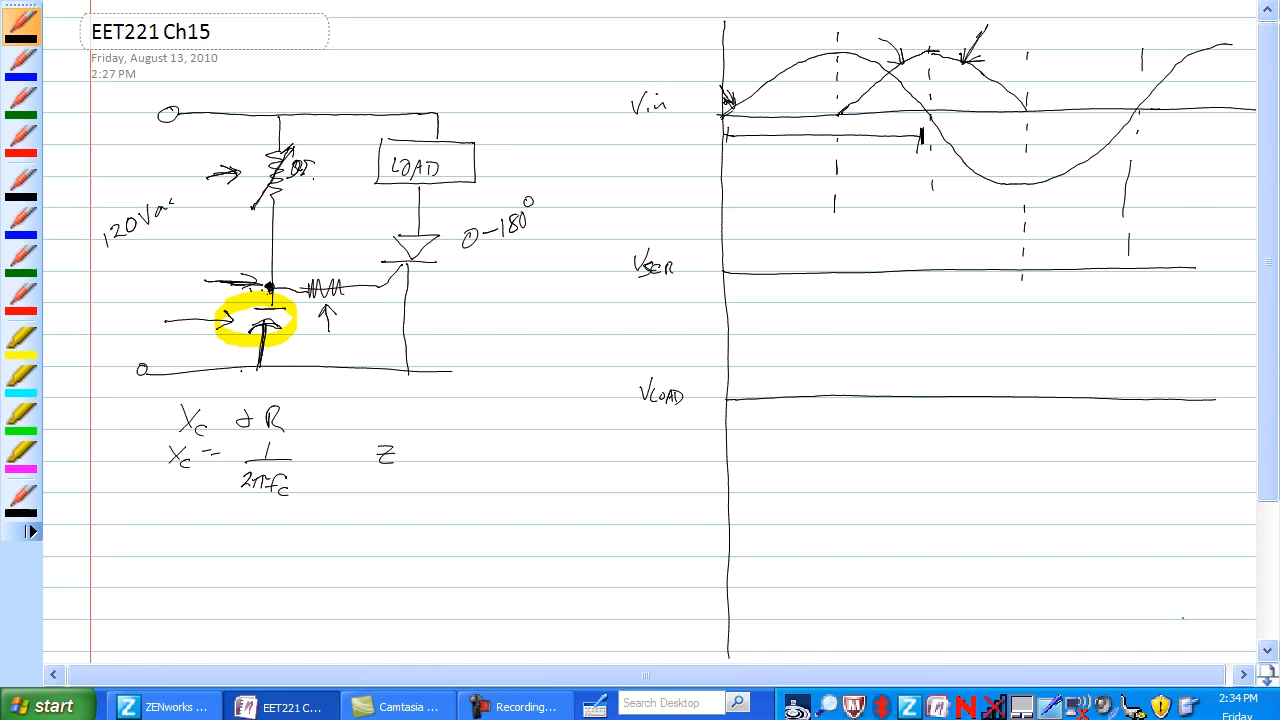 EET221 Ch15
Friday, August 13, 2010
2:27 PM
Vin
LOAD
120Vac
0-180°
VSCR
VLOAD
Xc & R
Xc = 1
2πfc
Z
start
ZENworks ...
EET221 C...
Camtasia ...
Recording...
Search Desktop
2:34 PM
Friday